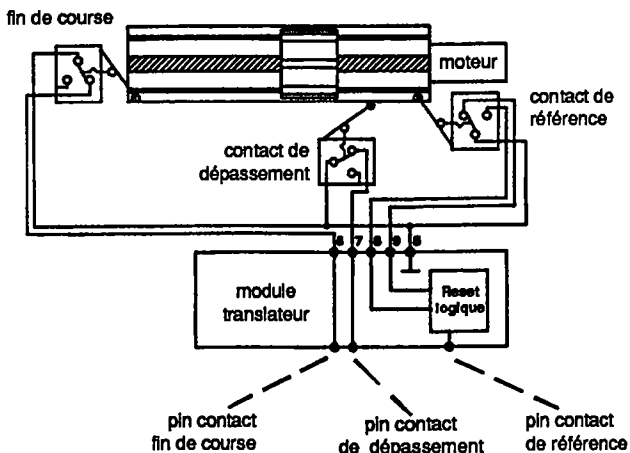 fin de course
moteur
contact de
référence
contact de
dépassement
6 7 8 9 5
module
translateur
Reset
logique
pin contact
fin de course
pin contact
de dépassement
pin contact
de référence